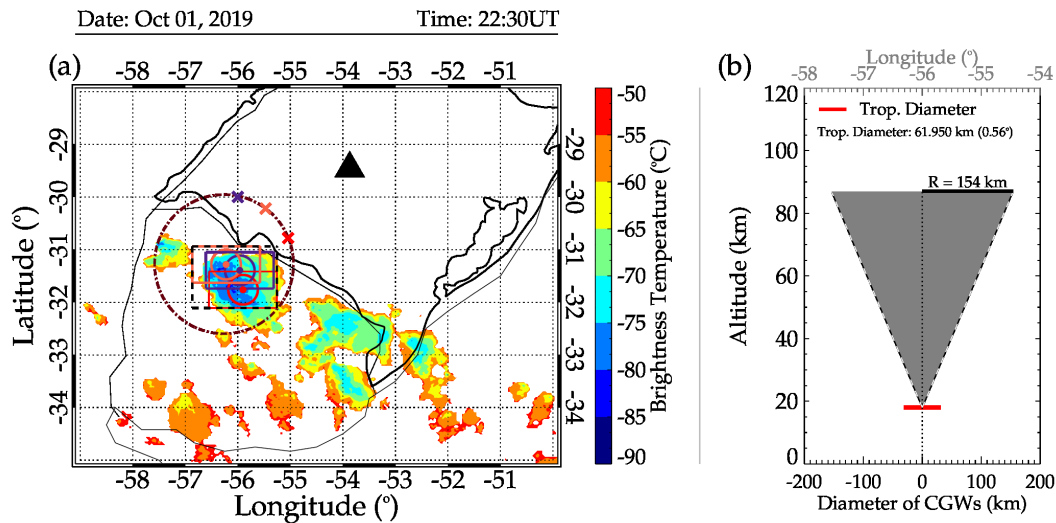 Date: Oct 01, 2019 Time: 22:30UT
(a)
-58 -57 -56 -55 -54 -53 -52 -51
-29
-30
-31
-32
-33
-34
Latitude (°)
-29
-30
-31
-32
-33
-34
-58 -57 -56 -55 -54 -53 -52 -51
Longitude (°)
-50
-55
-60
-65
-70
-75
-80
-85
-90
Brightness Temperature (°C)
(b)
Longitude (°)
-58 -56 -54
120
100
80
60
40
20
0
Altitude (km)
Trop. Diameter
Trop. Diameter: 61.950 km (0.56°)
R = 154 km
-200 -100 0 100 200
Diameter of CGWs (km)